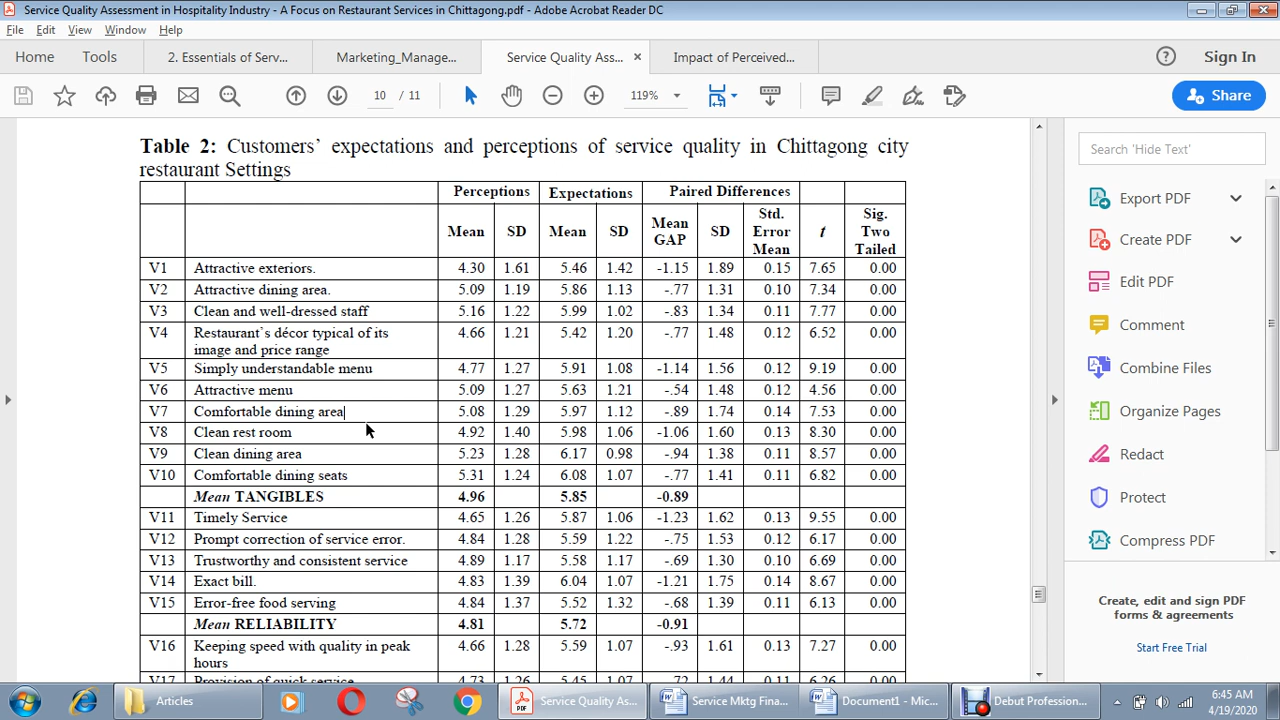 Service Quality Assessment in Hospitality Industry - A Focus on Restaurant Services in Chittagong.pdf - Adobe Acrobat Reader DC
File Edit View Window Help
Home Tools 2. Essentials of Serv... Marketing_Manage... Service Quality Ass... × Impact of Perceived... Sign In
10 / 11 119% Share
Table 2: Customers’ expectations and perceptions of service quality in Chittagong city
restaurant Settings
Perceptions Expectations Paired Differences
Mean SD Mean SD Mean GAP SD Std. Error Mean t Sig. Two Tailed
V1 Attractive exteriors. 4.30 1.61 5.46 1.42 -1.15 1.89 0.15 7.65 0.00
V2 Attractive dining area. 5.09 1.19 5.86 1.13 -.77 1.31 0.10 7.34 0.00
V3 Clean and well-dressed staff 5.16 1.22 5.99 1.02 -.83 1.34 0.11 7.77 0.00
V4 Restaurant`s décor typical of its 4.66 1.21 5.42 1.20 -.77 1.48 0.12 6.52 0.00
image and price range
V5 Simply understandable menu 4.77 1.27 5.91 1.08 -1.14 1.56 0.12 9.19 0.00
V6 Attractive menu 5.09 1.27 5.63 1.21 -.54 1.48 0.12 4.56 0.00
V7 Comfortable dining area 5.08 1.29 5.97 1.12 -.89 1.74 0.14 7.53 0.00
V8 Clean rest room 4.92 1.40 5.98 1.06 -1.06 1.60 0.13 8.30 0.00
V9 Clean dining area 5.23 1.28 6.17 0.98 -.94 1.38 0.11 8.57 0.00
V10 Comfortable dining seats 5.31 1.24 6.08 1.07 -.77 1.41 0.11 6.82 0.00
Mean TANGIBLES 4.96 5.85 -0.89
V11 Timely Service 4.65 1.26 5.87 1.06 -1.23 1.62 0.13 9.55 0.00
V12 Prompt correction of service error. 4.84 1.28 5.59 1.22 -.75 1.53 0.12 6.17 0.00
V13 Trustworthy and consistent service 4.89 1.17 5.58 1.17 -.69 1.30 0.10 6.69 0.00
V14 Exact bill. 4.83 1.39 6.04 1.07 -1.21 1.75 0.14 8.67 0.00
V15 Error-free food serving 4.84 1.37 5.52 1.32 -.68 1.39 0.11 6.13 0.00
Mean RELIABILITY 4.81 5.72 -0.91
V16 Keeping speed with quality in peak 4.66 1.28 5.59 1.07 -.93 1.61 0.13 7.27 0.00
hours
V17 Provision of quick service 4.73 1.26 5.45 1.07 .72 1.44 0.11 6.26 0.00
Search 'Hide Text'
Export PDF
Create PDF
Edit PDF
Comment
Combine Files
Organize Pages
Redact
Protect
Compress PDF
Create, edit and sign PDF
forms & agreements
Start Free Trial
Articles Service Quality As... Service Mktg Fina... Document1 - Mic... Debut Profession...
6:45 AM
4/19/2020